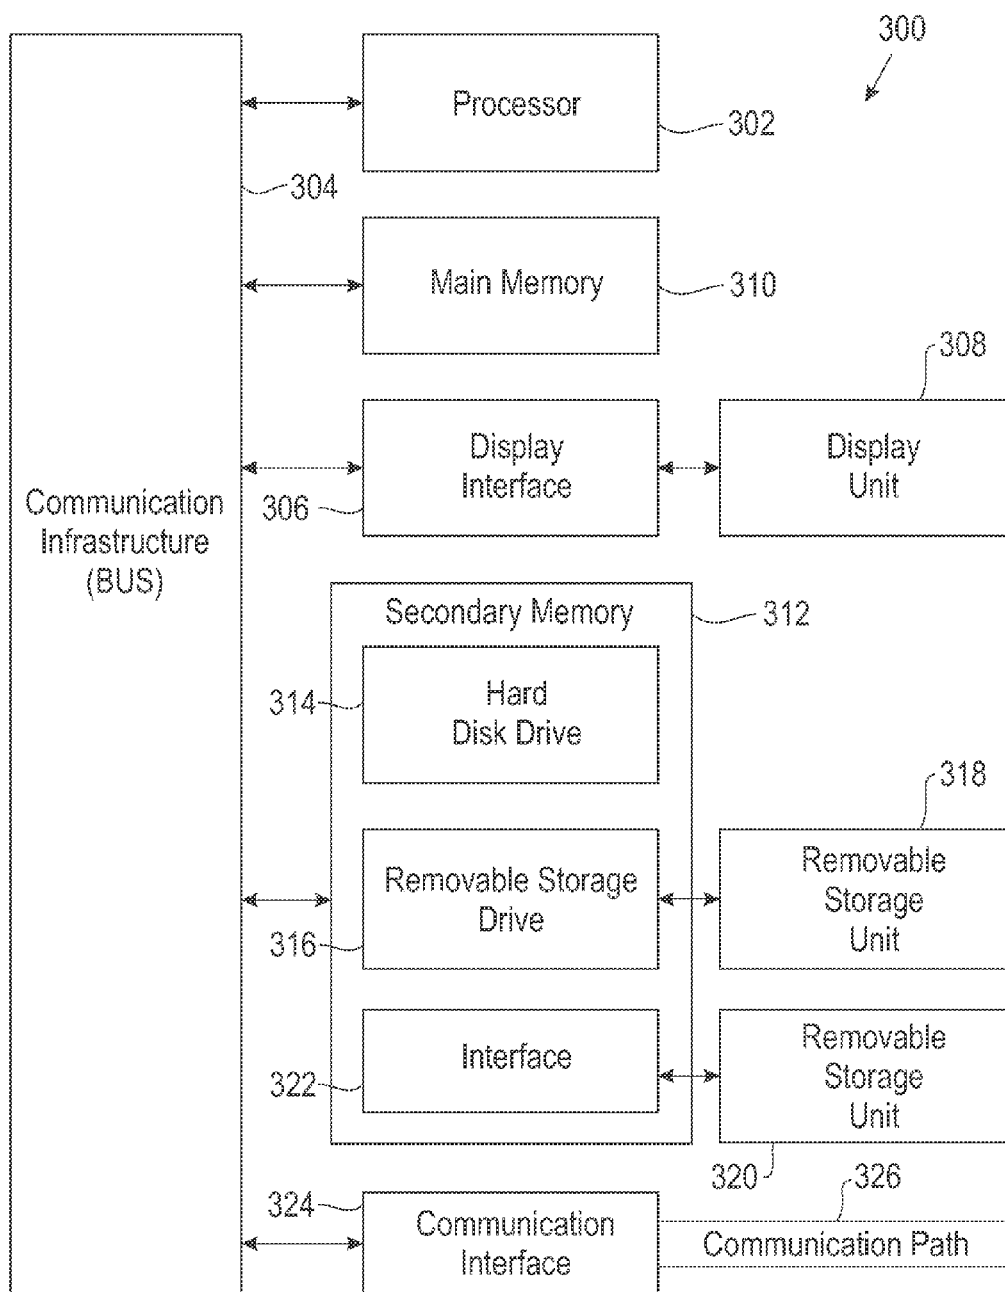 300
Processor
302
304
Main Memory
310
308
Display
Interface
306
Display
Unit
Communication
Infrastructure
(BUS)
Secondary Memory
312
Hard
Disk Drive
314
318
Removable Storage
Drive
316
Removable
Storage
Unit
Interface
322
Removable
Storage
Unit
320
326
324
Communication
Interface
Communication Path